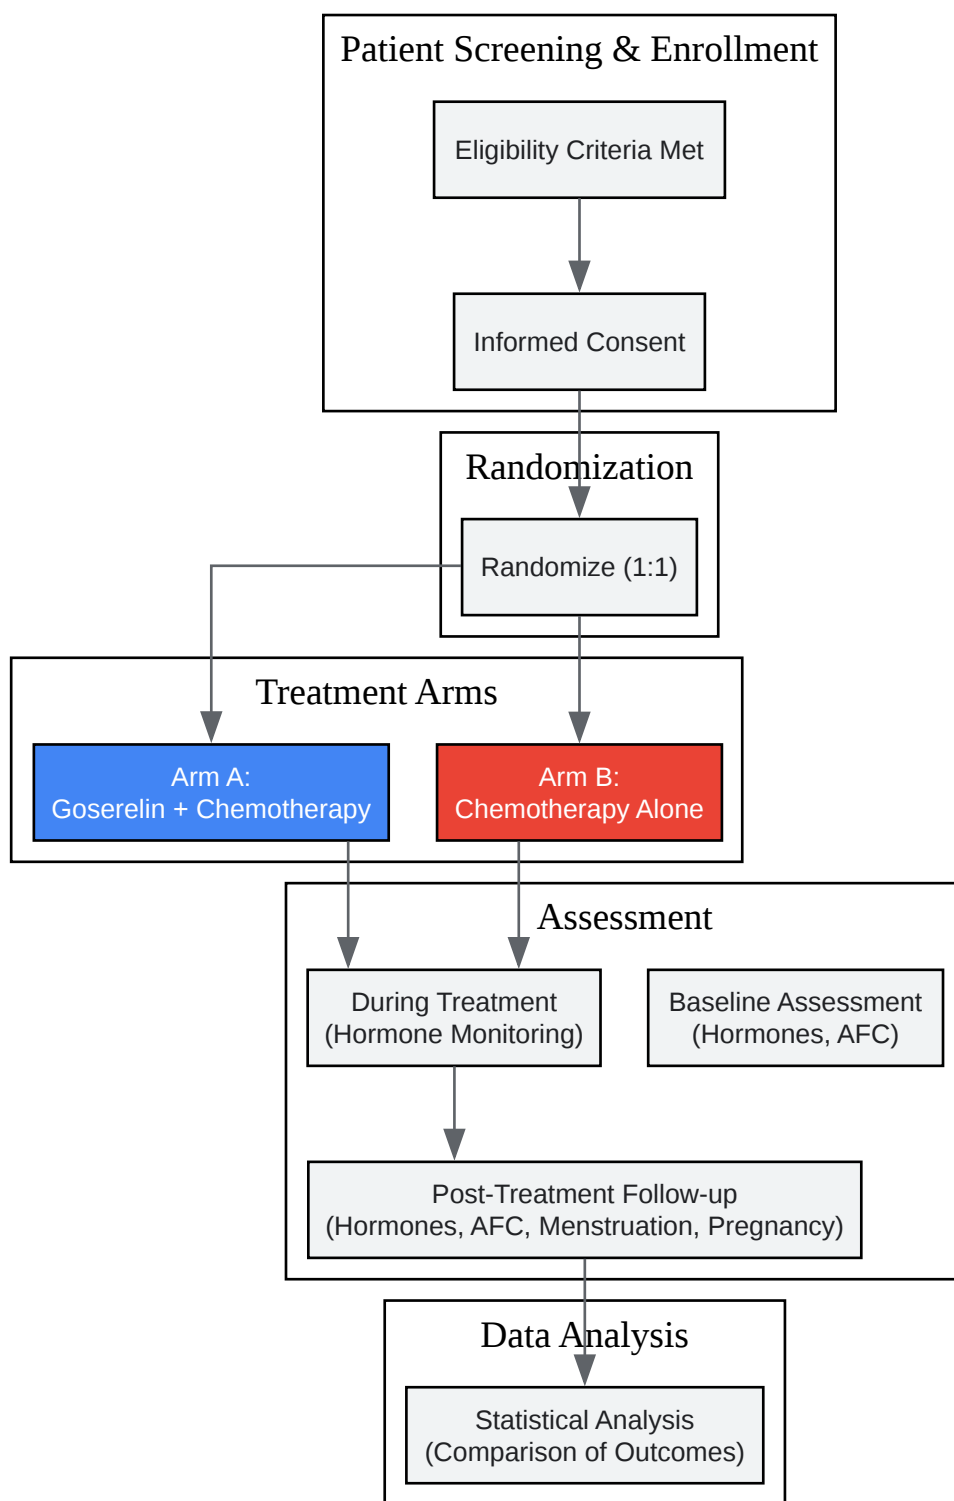 Patient Screening & Enrollment
Eligibility Criteria Met
Informed Consent
Randomization
Randomize (1:1)
Treatment Arms
Arm A:
Goserelin + Chemotherapy
Arm B:
Chemotherapy Alone
Assessment
During Treatment
(Hormone Monitoring)
Baseline Assessment
(Hormones, AFC)
Post-Treatment Follow-up
(Hormones, AFC, Menstruation, Pregnancy)
Data Analysis
Statistical Analysis
(Comparison of Outcomes)